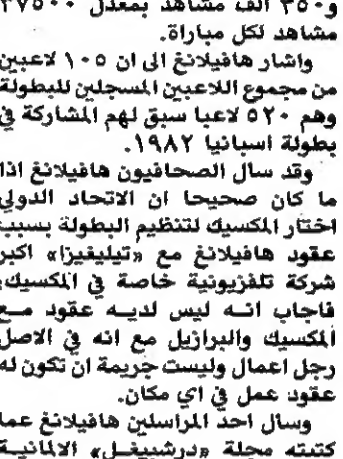 و٣٥٠ الف مشاهد بمعدل ٣٧٥٠٠
مشاهد لكل مباراة.
واشار هافيلانغ الى ان ١٠٥ لاعبين
من مجموع اللاعبين المسجلين للبطولة
وهم ٥٢٠ لاعبا سبق لهم المشاركة في
بطولة اسبانيا ١٩٨٢.
وقد سال الصحافيون هافيلانغ اذا
ما كان صحيحا ان الاتحاد الدولي
اختار المكسيك لتنظيم البطولة بسبب
عقود هافيلانغ مع «تيليفيزا» اكبر
شركة تلفزيونية خاصة في المكسيك،
فاجاب انه ليس لديه عقود مع
المكسيك والبرازيل مع انه في الاصل
رجل اعمال وليست جريمة ان تكون له
عقود عمل في اي مكان.
وسال احد المراسلين هافيلانغ عما
كتبته مجلة «درشبيغل» الالمانية